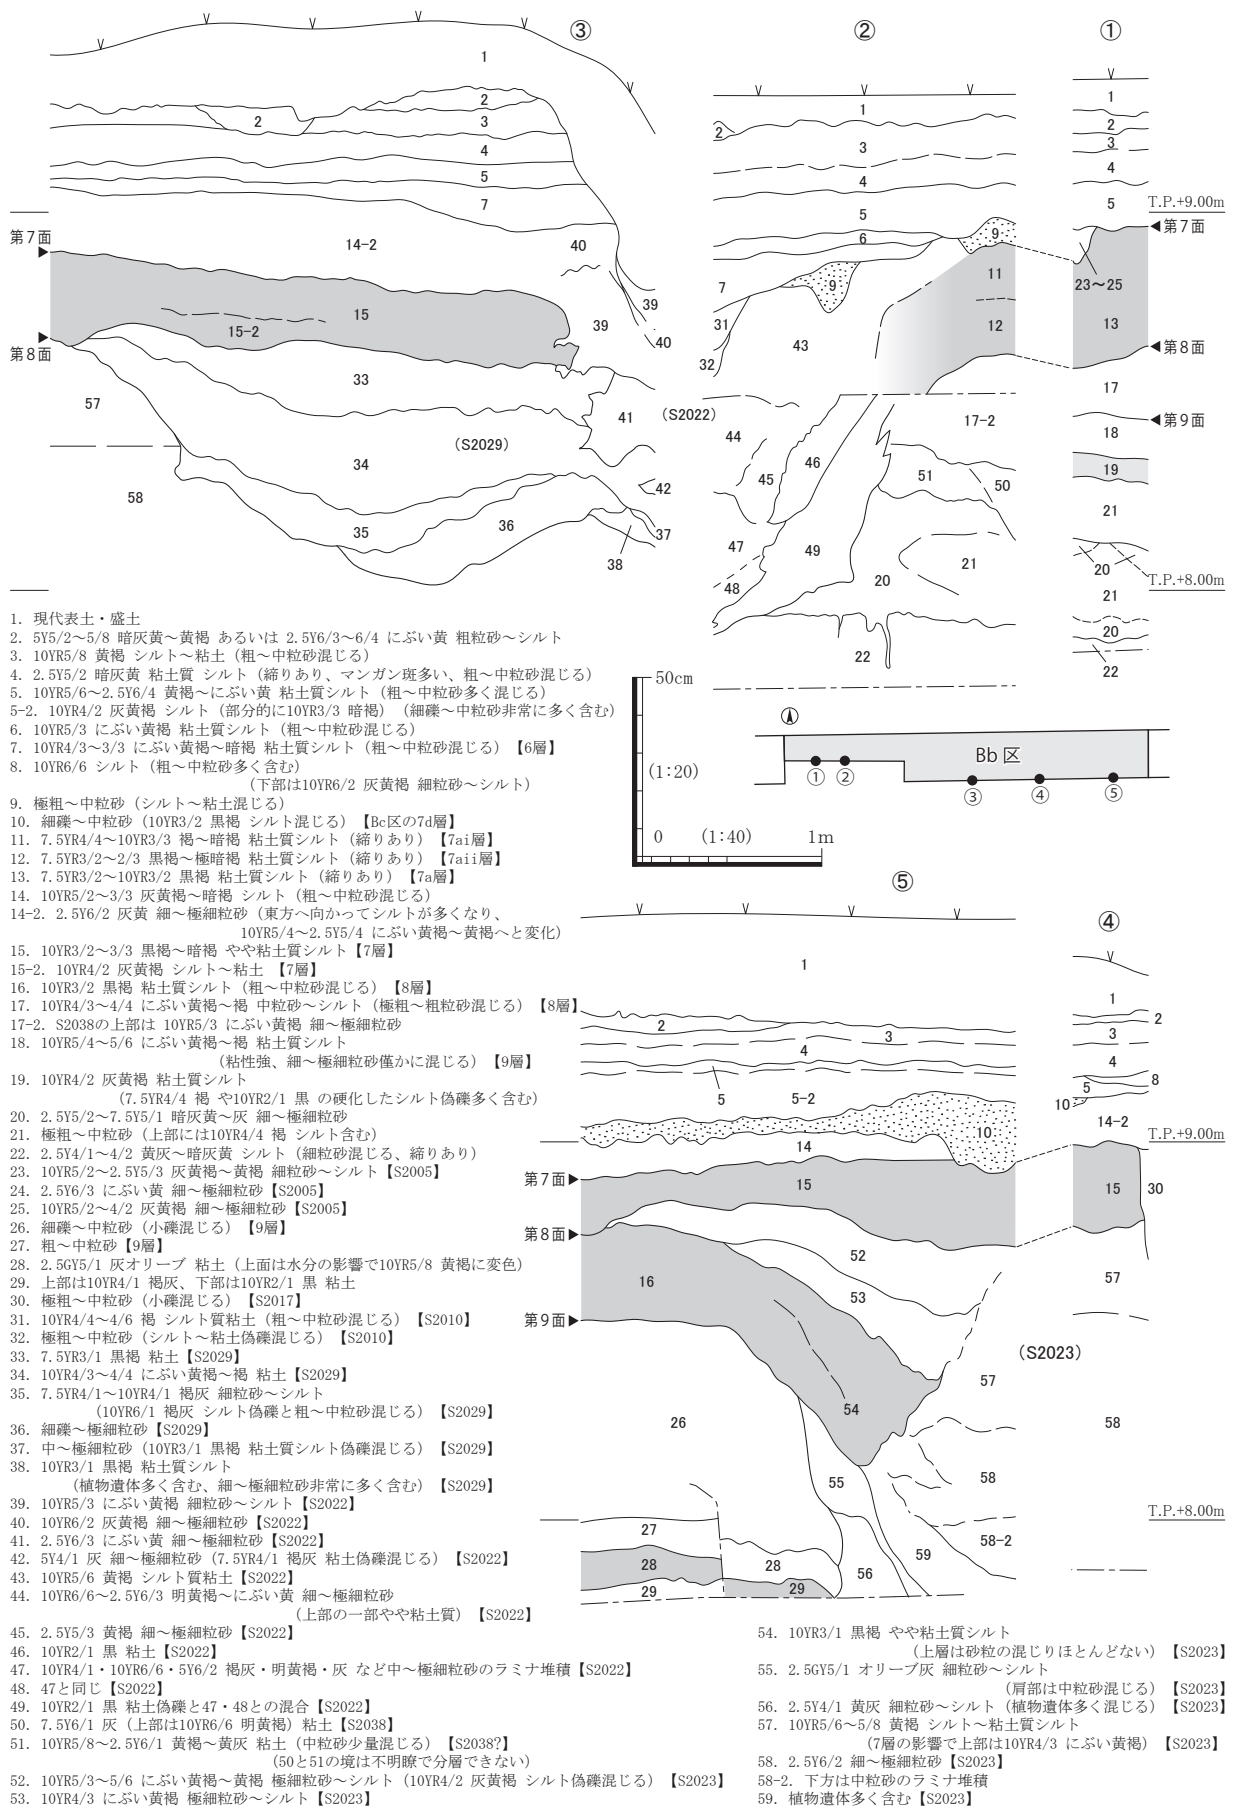 ③
②
①
1
2
2
3
4
5
7
14-2
40
39
39
40
第7面
15
15-2
第8面
33
57
41
(S2022)
(S2029)
34
58
35
36
42
37
38
1
2
3
4
5
6
9
9
7
11
12
31
32
43
44
45
46
17-2
51
50
47
48
49
20
21
22
1
2
3
4
5
T.P.+9.00m
第7面
23～25
13
第8面
17
第9面
18
19
21
20
T.P.+8.00m
21
20
22
1. 現代表土・盛土
2. 5Y5/2～5/8 暗灰黄～黄褐 あるいは 2.5Y6/3～6/4 にぶい黄 粗粒砂～シルト
3. 10YR5/8 黄褐 シルト～粘土（粗～中粒砂混じる）
4. 2.5Y5/2 暗灰黄 粘土質 シルト（締りあり、マンガン斑多い、粗～中粒砂混じる）
5. 10YR5/6～2.5Y6/4 黄褐～にぶい黄 粘土質シルト（粗～中粒砂多く混じる）
5-2. 10YR4/2 灰黄褐 シルト（部分的に10YR3/3 暗褐）（細礫～中粒砂非常に多く含む）
6. 10YR5/3 にぶい黄褐 粘土質シルト（粗～中粒砂混じる）
7. 10YR4/3～3/3 にぶい黄褐～暗褐 粘土質シルト（粗～中粒砂混じる）【6層】
8. 10YR6/6 シルト（粗～中粒砂多く含む）
（下部は10YR6/2 灰黄褐 細粒砂～シルト）
9. 極粗～中粒砂（シルト～粘土混じる）
10. 細礫～中粒砂（10YR3/2 黒褐 シルト混じる）【Bc区の7d層】
11. 7.5YR4/4～10YR3/3 褐～暗褐 粘土質シルト（締りあり）【7ai層】
12. 7.5YR3/2～2/3 黒褐～極暗褐 粘土質シルト（締りあり）【7aii層】
13. 7.5YR3/2～10YR3/2 黒褐 粘土質シルト（締りあり）【7a層】
14. 10YR5/2～3/3 灰黄褐～暗褐 シルト（粗～中粒砂混じる）
14-2. 2.5Y6/2 灰黄 細～極細粒砂（東方へ向かってシルトが多くなり、
10YR5/4～2.5Y5/4 にぶい黄褐～黄褐へと変化）
15. 10YR3/2～3/3 黒褐～暗褐 やや粘土質シルト【7層】
15-2. 10YR4/2 灰黄褐 シルト～粘土 【7層】
16. 10YR3/2 黒褐 粘土質シルト（粗～中粒砂混じる）【8層】
17. 10YR4/3～4/4 にぶい黄褐～褐 中粒砂～シルト（極粗～粗粒砂混じる）【8層】
17-2. S2038の上部は 10YR5/3 にぶい黄褐 細～極細粒砂
18. 10YR5/4～5/6 にぶい黄褐～褐 粘土質シルト
（粘性強、細～極細粒砂僅かに混じる）【9層】
19. 10YR4/2 灰黄褐 粘土質シルト
（7.5YR4/4 褐 や10YR2/1 黒 の硬化したシルト偽礫多く含む）
20. 2.5Y5/2～7.5Y5/1 暗灰黄～灰 細～極細粒砂
21. 極粗～中粒砂（上部には10YR4/4 褐 シルト含む）
22. 2.5Y4/1～4/2 黄灰～暗灰黄 シルト（細粒砂混じる、締りあり）
23. 10YR5/2～2.5Y5/3 灰黄褐～黄褐 細粒砂～シルト【S2005】
24. 2.5Y6/3 にぶい黄 細～極細粒砂【S2005】
25. 10YR5/2～4/2 灰黄褐 細～極細粒砂【S2005】
26. 細礫～中粒砂（小礫混じる）【9層】
27. 粗～中粒砂【9層】
28. 2.5GY5/1 灰オリーブ 粘土（上面は水分の影響で10YR5/8 黄褐に変色）
29. 上部は10YR4/1 褐灰、下部は10YR2/1 黒 粘土
30. 極粗～中粒砂（小礫混じる）【S2017】
31. 10YR4/4～4/6 褐 シルト質粘土（粗～中粒砂混じる）【S2010】
32. 極粗～中粒砂（シルト～粘土偽礫混じる）【S2010】
33. 7.5YR3/1 黒褐 粘土【S2029】
34. 10YR4/3～4/4 にぶい黄褐～褐 粘土【S2029】
35. 7.5YR4/1～10YR4/1 褐灰 細粒砂～シルト
（10YR6/1 褐灰 シルト偽礫と粗～中粒砂混じる）【S2029】
36. 細礫～極細粒砂【S2029】
37. 中～極細粒砂（10YR3/1 黒褐 粘土質シルト偽礫混じる）【S2029】
38. 10YR3/1 黒褐 粘土質シルト
（植物遺体多く含む、細～極細粒砂非常に多く含む）【S2029】
39. 10YR5/3 にぶい黄褐 細粒砂～シルト【S2022】
40. 10YR6/2 灰黄褐 細～極細粒砂【S2022】
41. 2.5Y6/3 にぶい黄 細～極細粒砂【S2022】
42. 5Y4/1 灰 細～極細粒砂（7.5YR4/1 褐灰 粘土偽礫混じる）【S2022】
43. 10YR5/6 黄褐 シルト質粘土【S2022】
44. 10YR6/6～2.5Y6/3 明黄褐～にぶい黄 細～極細粒砂
（上部の一部やや粘土質）【S2022】
45. 2.5Y5/3 黄褐 細～極細粒砂【S2022】
46. 10YR2/1 黒 粘土【S2022】
47. 10YR4/1・10YR6/6・5Y6/2 褐灰・明黄褐・灰 など中～極細粒砂のラミナ堆積【S2022】
48. 47と同じ【S2022】
49. 10YR2/1 黒 粘土偽礫と47・48との混合【S2022】
50. 7.5Y6/1 灰（上部は10YR6/6 明黄褐）粘土【S2038】
51. 10YR5/8～2.5Y6/1 黄褐～黄灰 粘土（中粒砂少量混じる）【S2038?】
（50と51の境は不明瞭で分層できない）
52. 10YR5/3～5/6 にぶい黄褐～黄褐 極細粒砂～シルト（10YR4/2 灰黄褐 シルト偽礫混じる）【S2023】
53. 10YR4/3 にぶい黄褐 極細粒砂～シルト【S2023】
50cm
(1:20)
0 (1:40) 1m
Bb 区
①
②
③
④
⑤
⑤
1
2
3
4
5
5-2
10
14
第7面
15
第8面
52
16
53
第9面
(S2023)
57
54
26
55
58
27
28
28
29
29
56
59
58-2
④
1
2
3
4
8
5
10
14-2
T.P.+9.00m
15
30
57
58
T.P.+8.00m
54. 10YR3/1 黒褐 やや粘土質シルト
（上層は砂粒の混じりほとんどない）【S2023】
55. 2.5GY5/1 オリーブ灰 細粒砂～シルト
（肩部は中粒砂混じる）【S2023】
56. 2.5Y4/1 黄灰 細粒砂～シルト（植物遺体多く混じる）【S2023】
57. 10YR5/6～5/8 黄褐 シルト～粘土質シルト
（7層の影響で上部は10YR4/3 にぶい黄褐）【S2023】
58. 2.5Y6/2 細～極細粒砂【S2023】
58-2. 下方は中粒砂のラミナ堆積
59. 植物遺体多く含む【S2023】